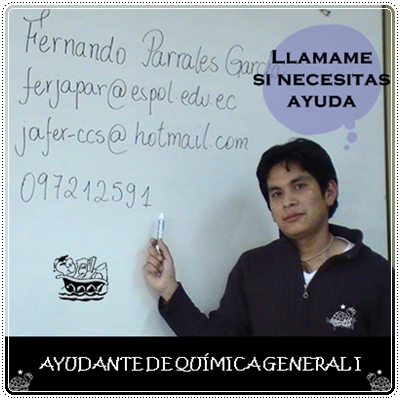 Fernando Parrales García
ferjapar@espol.edu.ec
jafer-ccs@hotmail.com
097212591
LLAMAME
SI NECESITAS
AYUDA
AYUDANTE DE QUÍMICA GENERAL I